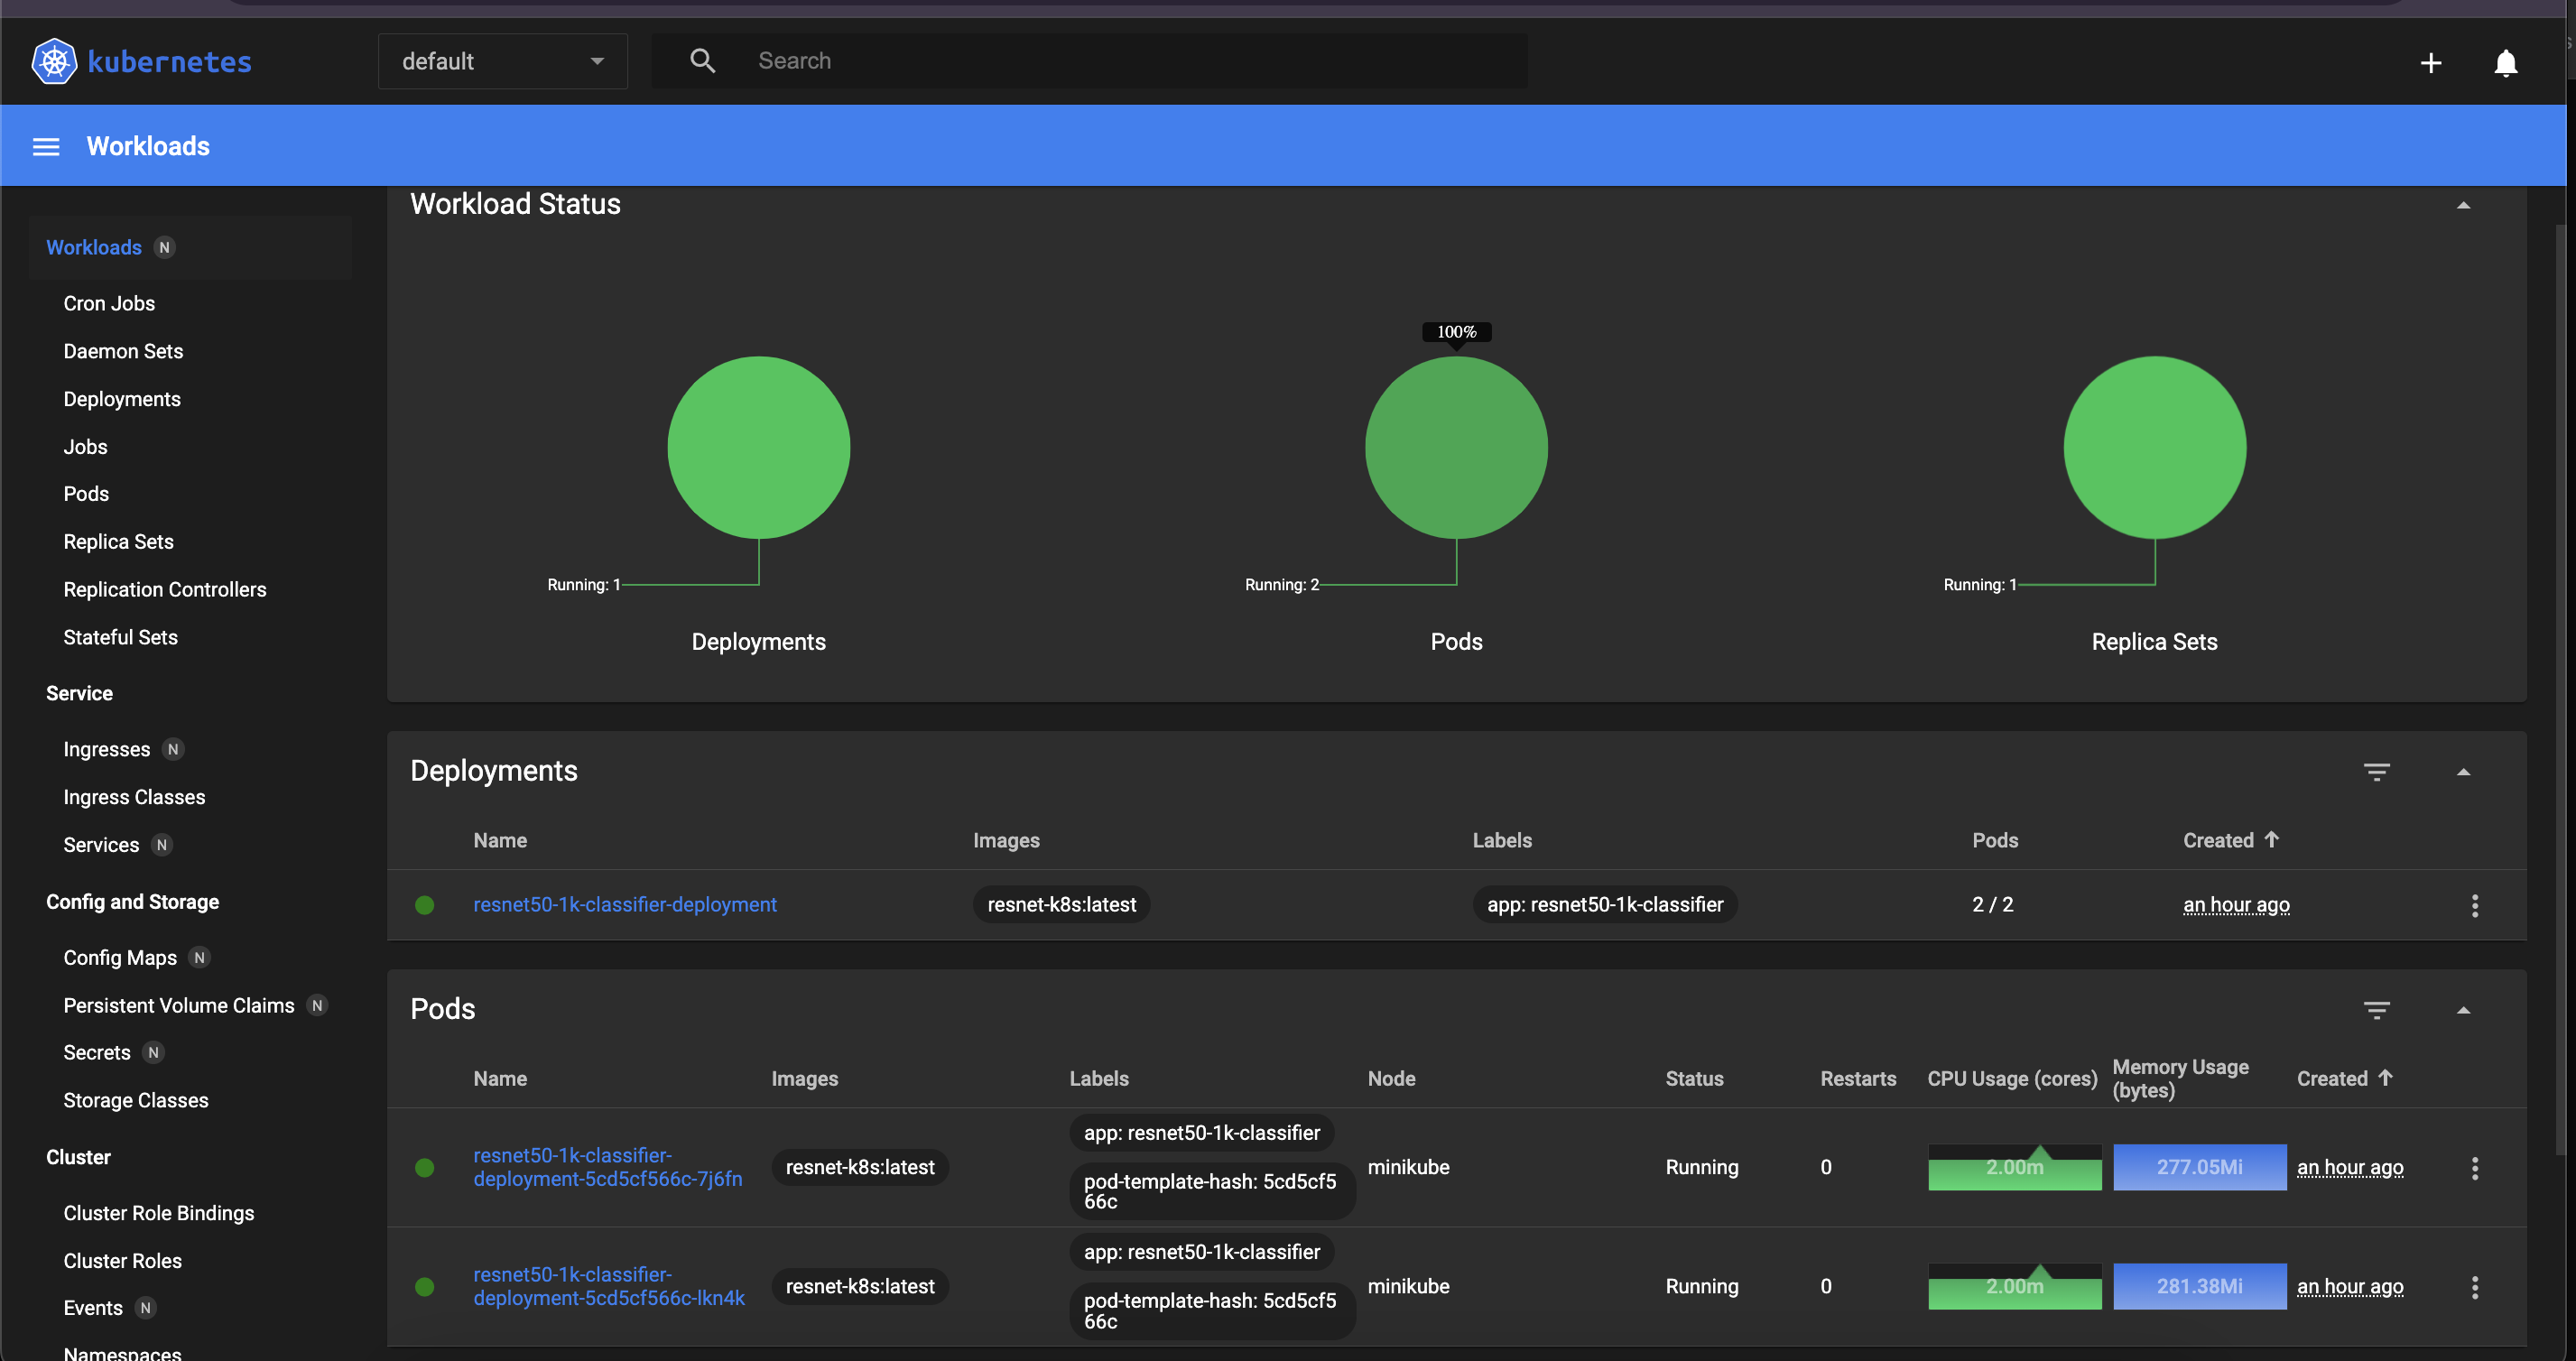 kubernetes
default
Search
Workloads
Workloads N
Cron Jobs
Daemon Sets
Deployments
Jobs
Pods
Replica Sets
Replication Controllers
Stateful Sets
Service
Ingresses N
Ingress Classes
Services N
Config and Storage
Config Maps N
Persistent Volume Claims N
Secrets N
Storage Classes
Cluster
Cluster Role Bindings
Cluster Roles
Events N
Namespaces
Workload Status
100%
Running: 1
Running: 2
Running: 1
Deployments
Pods
Replica Sets
Deployments
Name Images Labels Pods Created
resnet50-1k-classifier-deployment resnet-k8s:latest app: resnet50-1k-classifier 2 / 2 an hour ago
Pods
Name Images Labels Node Status Restarts CPU Usage (cores) Memory Usage
(bytes) Created
resnet50-1k-classifier-
deployment-5cd5cf566c-7j6fn
resnet-k8s:latest
app: resnet50-1k-classifier
pod-template-hash: 5cd5cf5
66c
minikube Running 0 2.00m 277.05Mi an hour ago
resnet50-1k-classifier-
deployment-5cd5cf566c-lkn4k
resnet-k8s:latest
app: resnet50-1k-classifier
pod-template-hash: 5cd5cf5
66c
minikube Running 0 2.00m 281.38Mi an hour ago